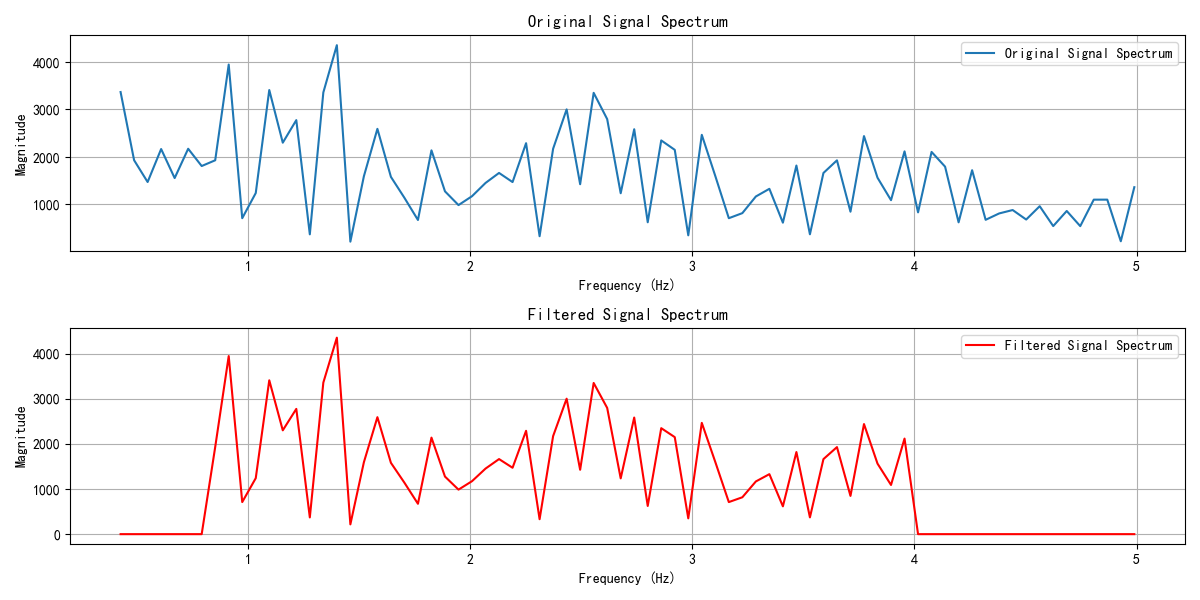 Original Signal Spectrum
Original Signal Spectrum
Magnitude
4000
3000
2000
1000
1 2 3 4 5
Frequency (Hz)
Filtered Signal Spectrum
Filtered Signal Spectrum
Magnitude
4000
3000
2000
1000
0
1 2 3 4 5
Frequency (Hz)